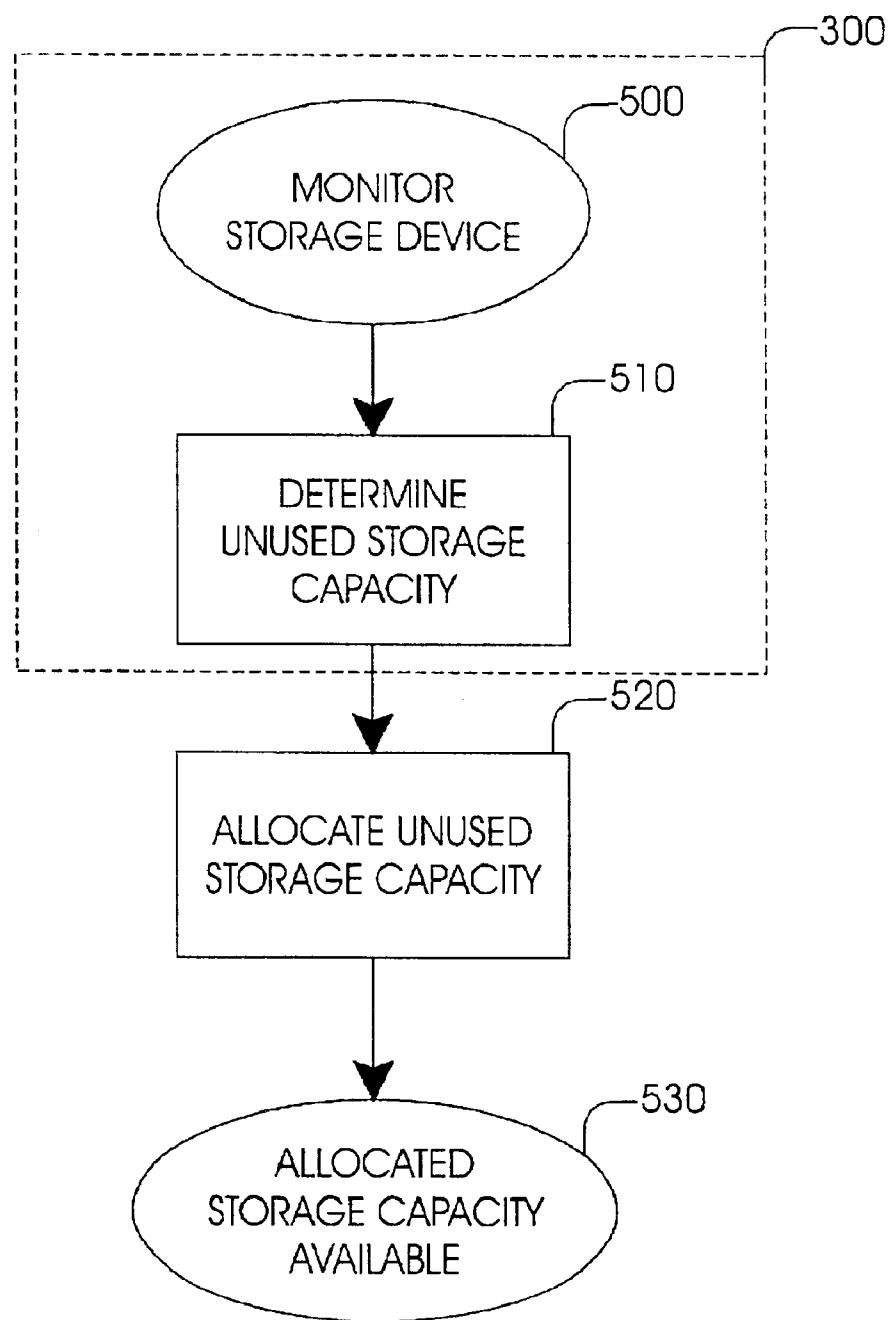 300
500
MONITOR
STORAGE DEVICE
510
DETERMINE
UNUSED STORAGE
CAPACITY
520
ALLOCATE UNUSED
STORAGE CAPACITY
530
ALLOCATED
STORAGE CAPACITY
AVAILABLE